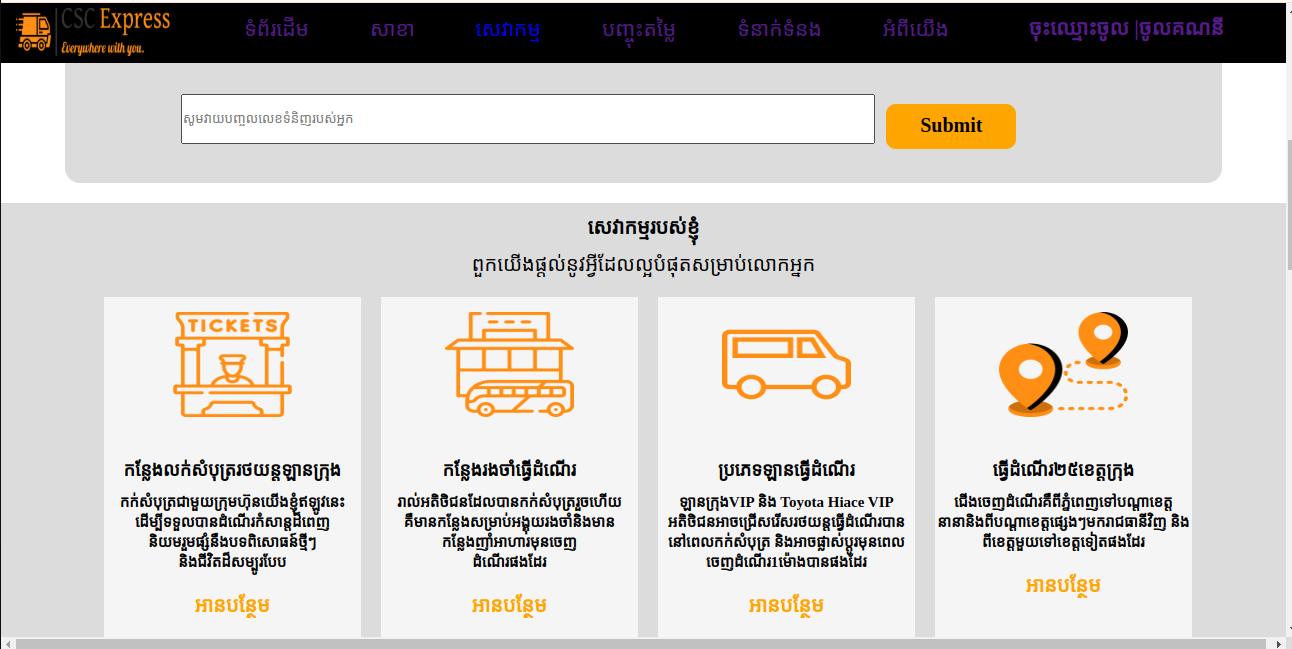 CSC Express
Everywhere with you.
ទំព័រដើម សាខា សេវាកម្ម បញ្ចុះតម្លៃ ទំនាក់ទំនង អំពីយើង ចុះឈ្មោះចូល |ចូលគណនី
សូមវាយបញ្ចូលលេខទំនិញរបស់អ្នក
Submit
សេវាកម្មរបស់ខ្ញុំ
ពួកយើងផ្តល់នូវអ្វីដែលល្អបំផុតសម្រាប់លោកអ្នក
TICKETS
កន្លែងលក់សំបុត្ររថយន្តឡានក្រុង
កក់សំបុត្រជាមួយក្រុមហ៊ុនយើងខ្ញុំឥឡូវនេះ
ដើម្បីទទួលបានដំណើរកំសាន្តដ៏ពេញ
និយមរួមផ្សំនឹងបទពិសោធន៍ថ្មីៗ
និងជីវិតដ៏សម្បូរបែប
អានបន្ថែម
កន្លែងរងចាំធ្វើដំណើរ
រាល់អតិថិជនដែលបានកក់សំបុត្ររួចហើយ
គឺមានកន្លែងសម្រាប់អង្គុយរងចាំនិងមាន
កន្លែងញ៉ាំអាហារមុនចេញ
ដំណើរផងដែរ
អានបន្ថែម
ប្រភេទឡានធ្វើដំណើរ
ឡានក្រុងVIP និង Toyota Hiace VIP
អតិថិជនអាចជ្រើសរើសរថយន្តធ្វើដំណើរបាន
នៅពេលកក់សំបុត្រ និងអាចផ្លាស់ប្តូរមុនពេល
ចេញដំណើរ1ម៉ោងបានផងដែរ
អានបន្ថែម
ធ្វើដំណើរ២៥ខេត្តក្រុង
ជើងចេញដំណើរគឺពីភ្នំពេញទៅបណ្តាខេត្ត
នានានិងពីបណ្តាខេត្តផ្សេងៗមករាជធានីវិញ និង
ពីខេត្តមួយទៅខេត្តទៀតផងដែរ
អានបន្ថែម